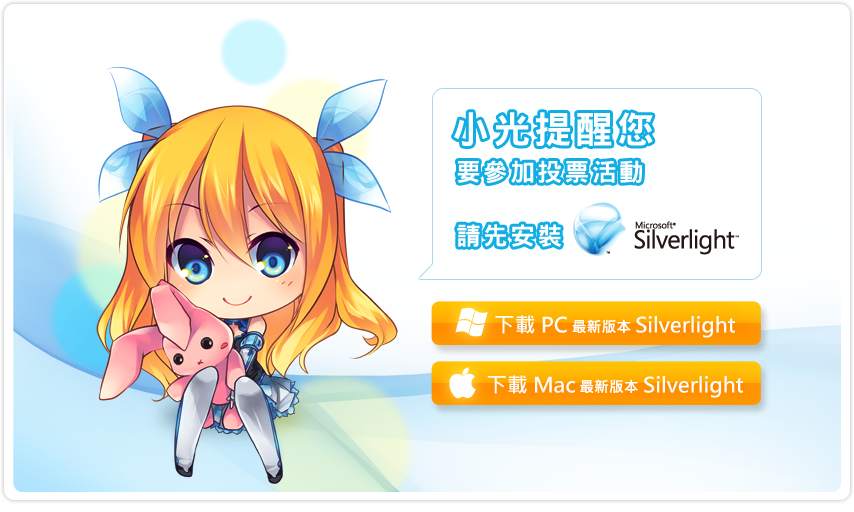 小光提醒您
要參加投票活動
請先安裝 Microsoft® Silverlight™
下載 PC 最新版本 Silverlight
下載 Mac 最新版本 Silverlight